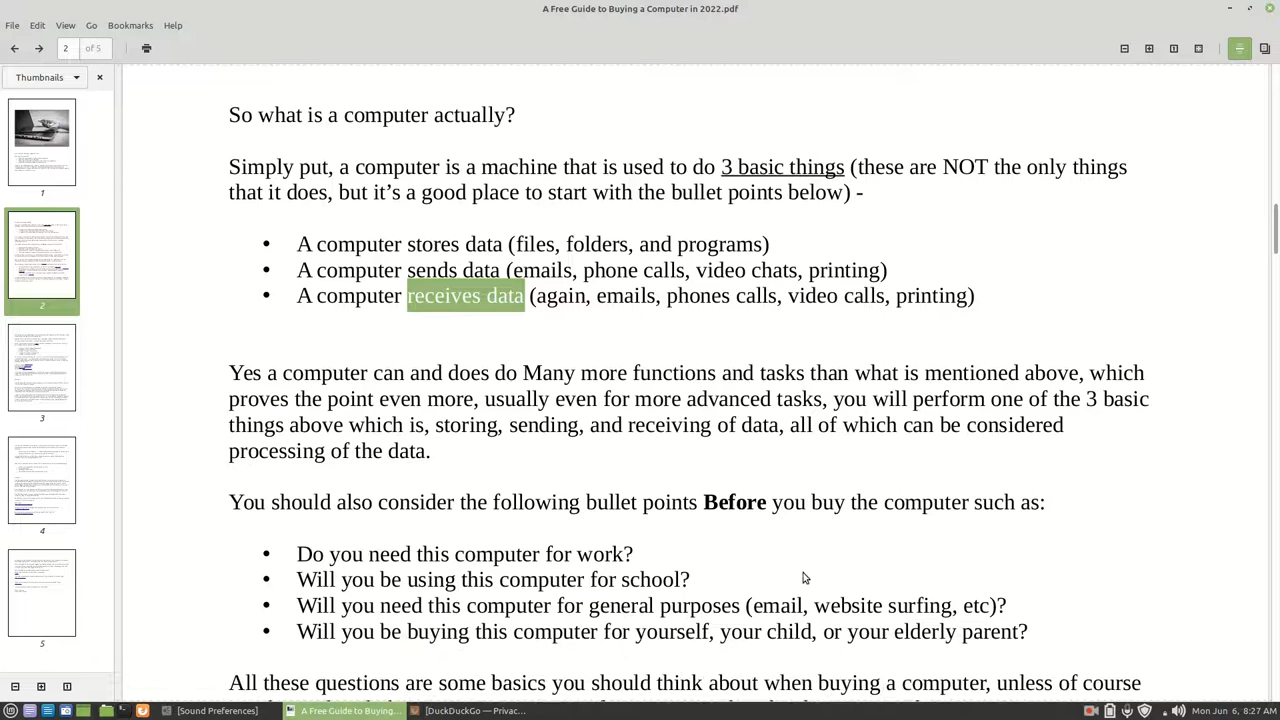 A Free Guide to Buying a Computer in 2022.pdf
File Edit View Go Bookmarks Help
2 of 5
Thumbnails
So what is a computer actually?
Simply put, a computer is a machine that is used to do 3 basic things (these are NOT the only things
that it does, but it’s a good place to start with the bullet points below) -
• A computer stores data (files, folders, and programs)
• A computer sends data (emails, phone calls, video chats, printing)
• A computer receives data (again, emails, phones calls, video calls, printing)
Yes a computer can and does do Many more functions and tasks than what is mentioned above, which
proves the point even more, usually even for more advanced tasks, you will perform one of the 3 basic
things above which is, storing, sending, and receiving of data, all of which can be considered
processing of the data.
You should also consider the following bullet points Before you buy the computer such as:
• Do you need this computer for work?
• Will you be using this computer for school?
• Will you need this computer for general purposes (email, website surfing, etc)?
• Will you be buying this computer for yourself, your child, or your elderly parent?
All these questions are some basics you should think about when buying a computer, unless of course
1
2
3
4
5
[Sound Preferences]
A Free Guide to Buying...
[DuckDuckGo — Privac...
Mon Jun 6, 8:27 AM